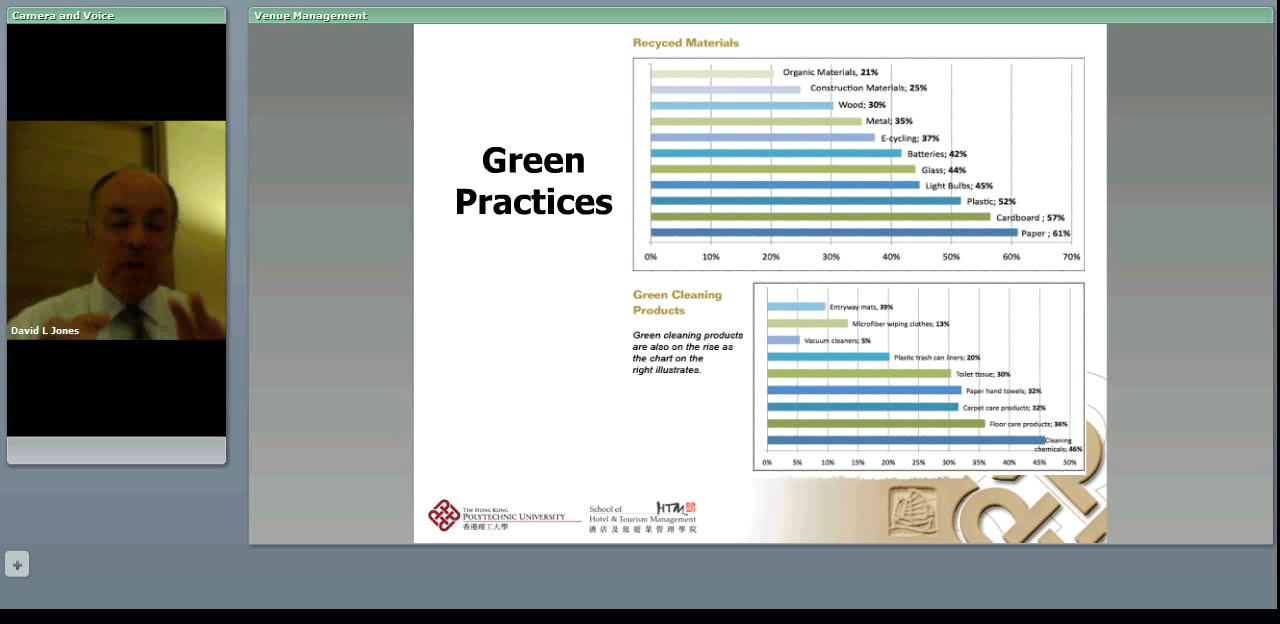 Camera and Voice
David L Jones
Venue Management
Green
Practices
Recyced Materials
Organic Materials, 21%
Construction Materials; 25%
Wood; 30%
Metal; 35%
E-cycling; 37%
Batteries; 42%
Glass; 44%
Light Bulbs; 45%
Plastic; 52%
Cardboard ; 57%
Paper ; 61%
0% 10% 20% 30% 40% 50% 60% 70%
Green Cleaning
Products
Green cleaning products
are also on the rise as
the chart on the
right illustrates.
Entryway mats, 39%
Microfiber wiping clothes; 13%
Vacuum cleaners; 5%
Plastic trash can liners; 20%
Toilet tissue; 30%
Paper hand towels; 32%
Carpet care products; 32%
Floor care products; 36%
Cleaning
chemicals; 46%
0% 5% 10% 15% 20% 25% 30% 35% 40% 45% 50%
THE HONG KONG
POLYTECHNIC UNIVERSITY
香港理工大學
School of HTM
Hotel & Tourism Management
酒店及旅遊業管理學院